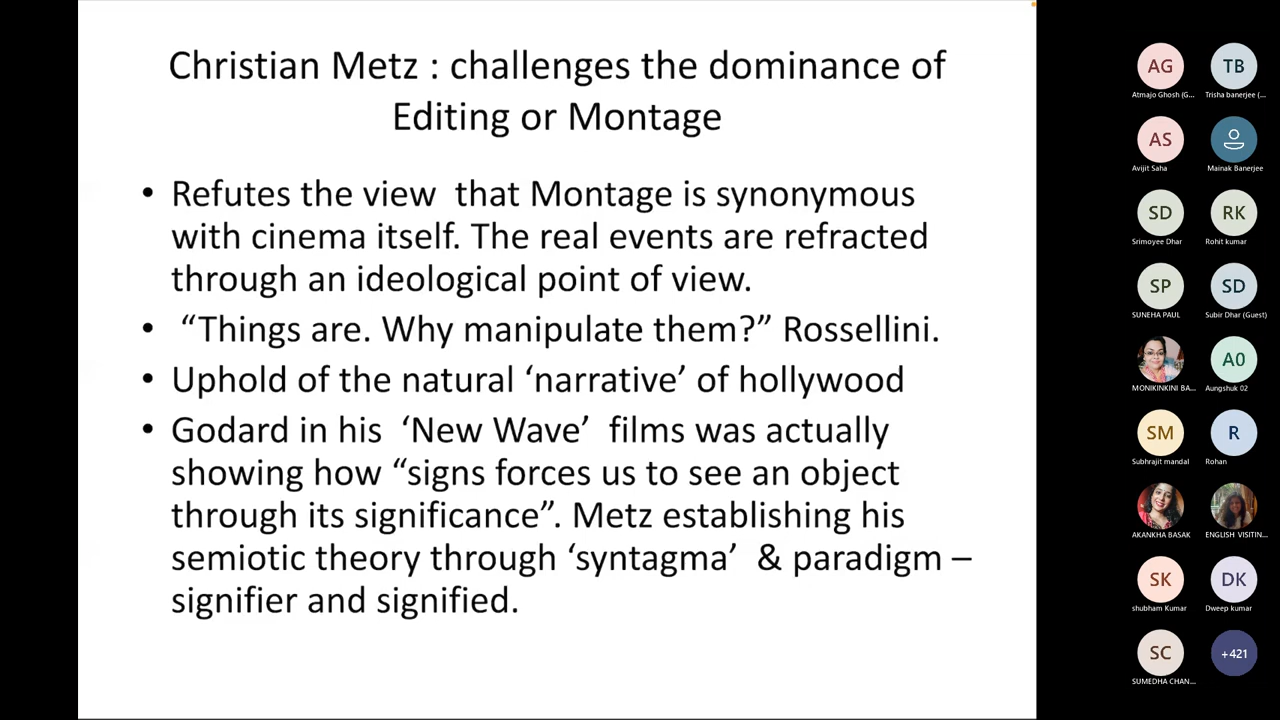 Christian Metz : challenges the dominance of
Editing or Montage
• Refutes the view that Montage is synonymous
with cinema itself. The real events are refracted
through an ideological point of view.
• “Things are. Why manipulate them?” Rossellini.
• Uphold of the natural ‘narrative’ of hollywood
• Godard in his ‘New Wave’ films was actually
showing how “signs forces us to see an object
through its significance”. Metz establishing his
semiotic theory through ‘syntagma’ & paradigm –
signifier and signified.
AG
TB
Atmajo Ghosh (G...
Trisha banerjee (...
AS
Avijit Saha
Mainak Banerjee
SD
RK
Srimoyee Dhar
Rohit kumar
SP
SD
SUNEHA PAUL
Subir Dhar (Guest)
A0
MONIKINKINI BA...
Aungshuk 02
SM
R
Subhrajit mandal
Rohan
AKANKHA BASAK
ENGLISH VISITIN...
SK
DK
shubham Kumar
Dweep kumar
SC
+421
SUMEDHA CHAN...